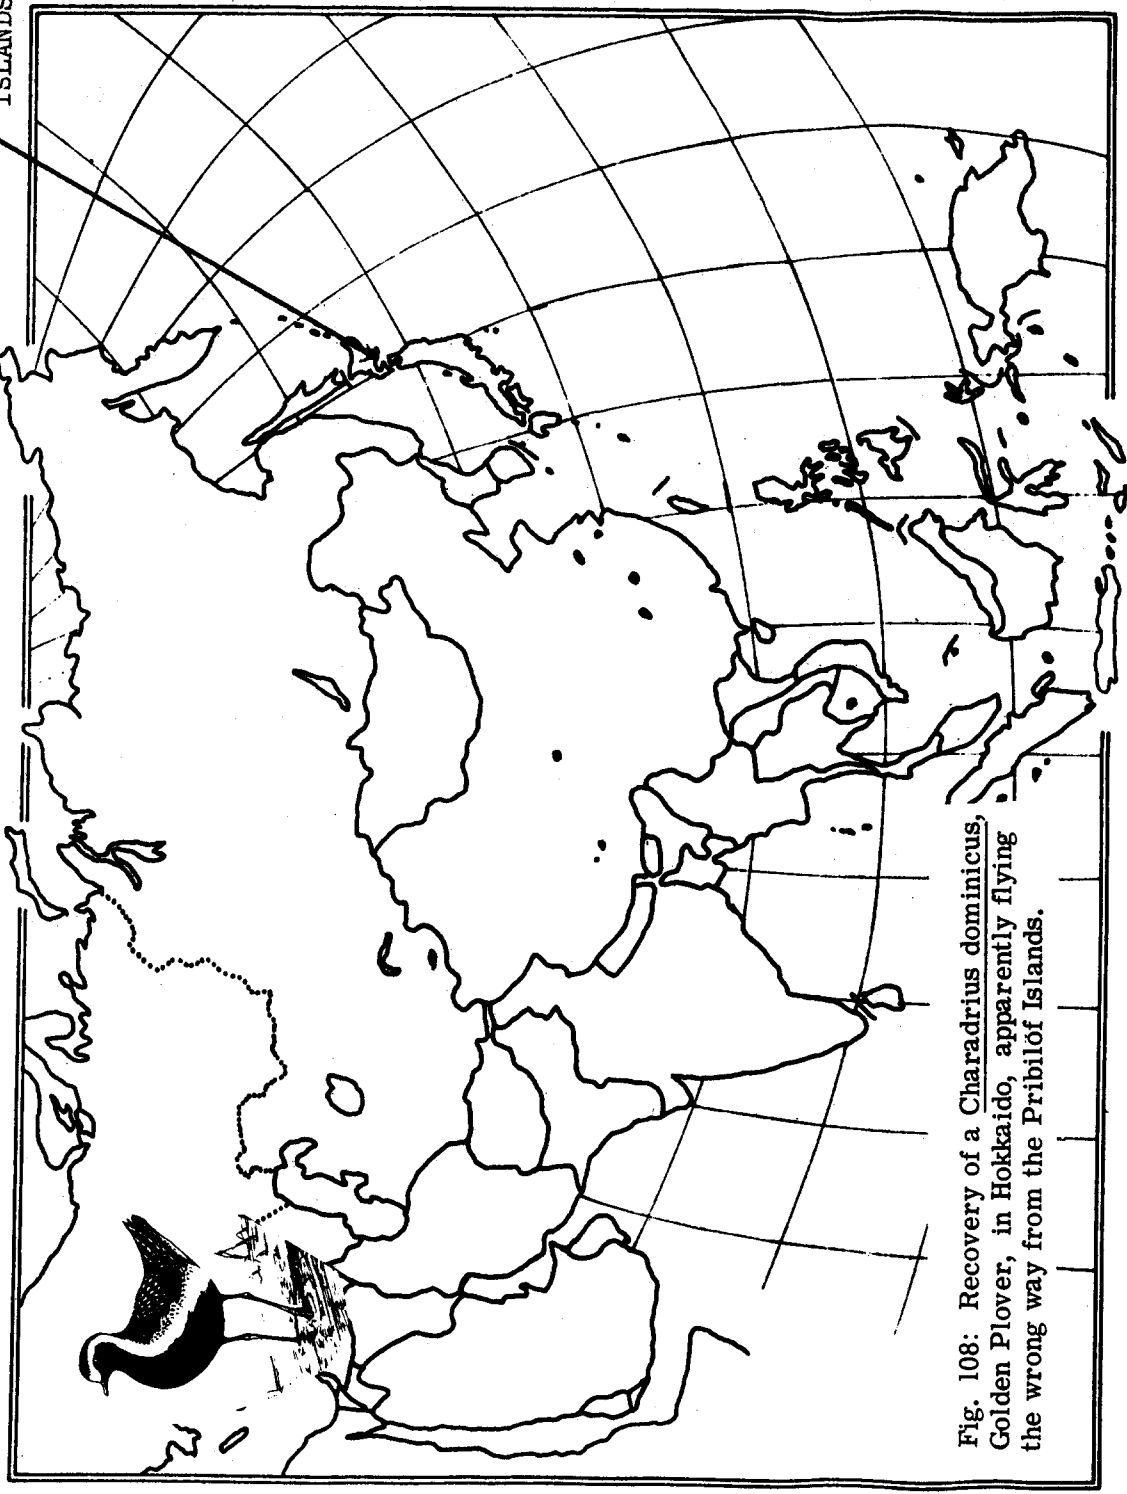 ISLANDS
Fig. 108: Recovery of a Charadrius dominicus,
Golden Plover, in Hokkaido, apparently flying
the wrong way from the Pribilóf Islands.